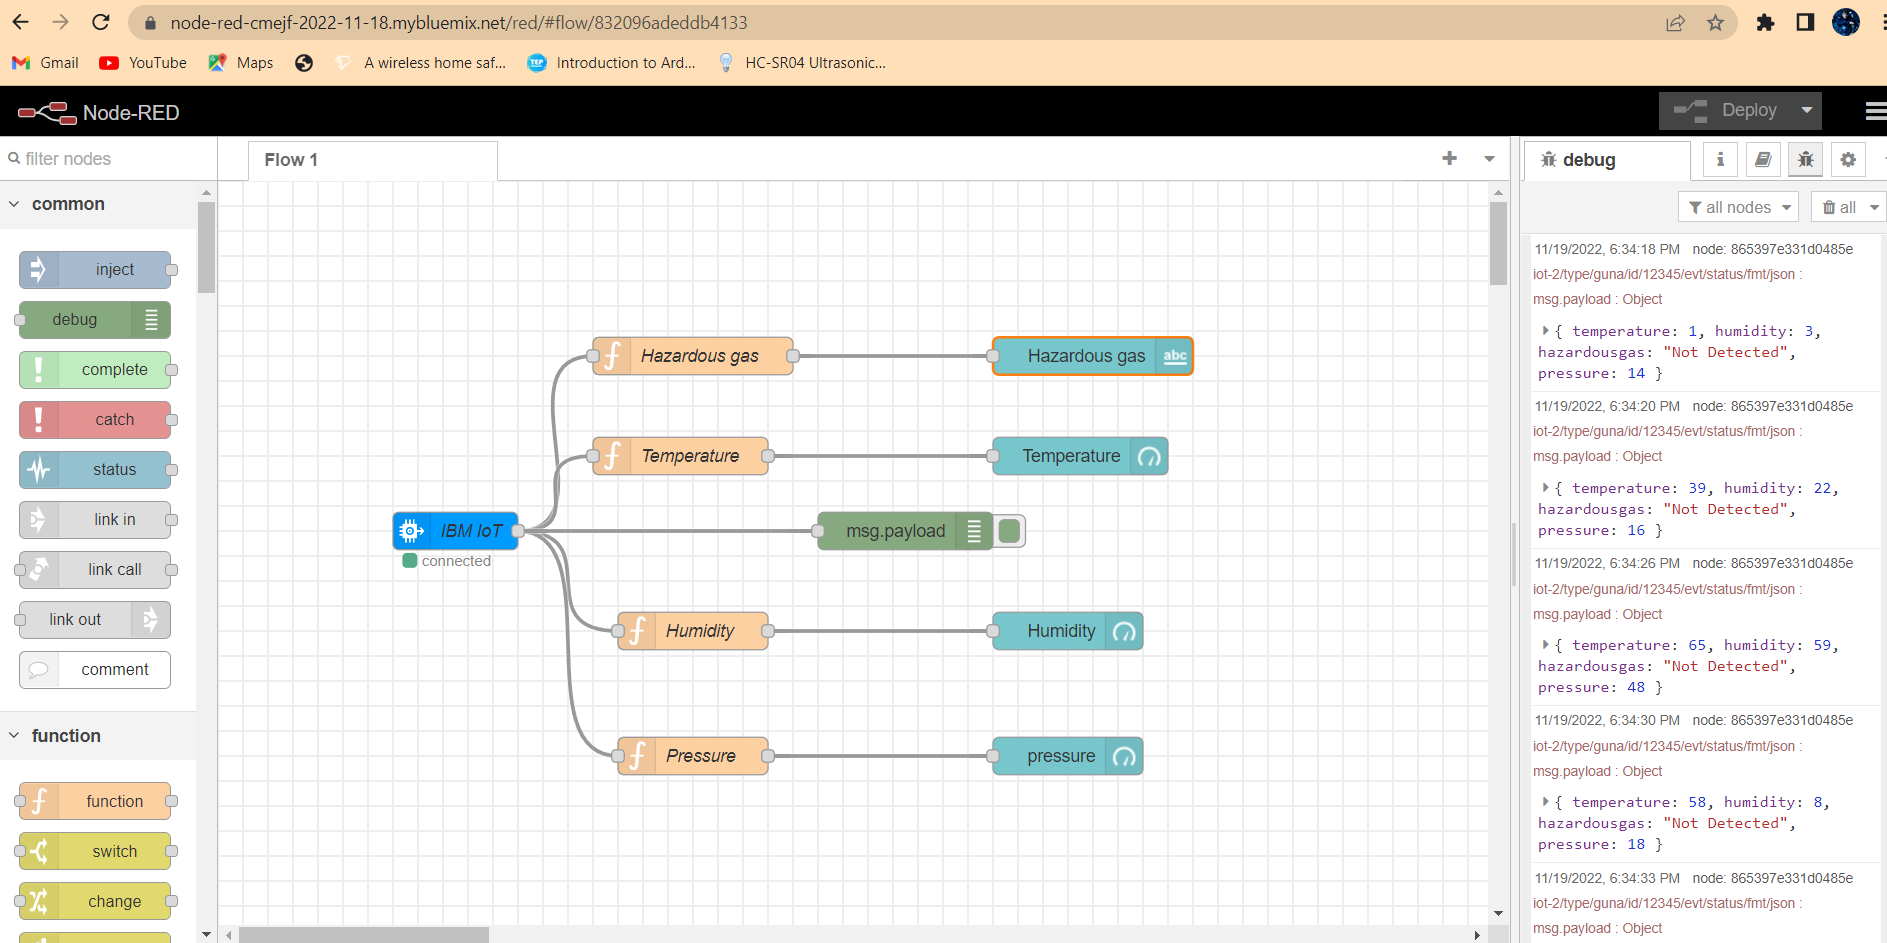 node-red-cmejf-2022-11-18.mybluemix.net/red/#flow/832096adeddb4133
Gmail YouTube Maps A wireless home saf... Introduction to Ard... HC-SR04 Ultrasonic...
Node-RED Deploy
filter nodes
Flow 1
debug
common
all nodes all
inject
debug
complete
catch
status
link in
link call
link out
comment
function
function
switch
change
Hazardous gas Hazardous gas abc
Temperature Temperature
IBM IoT msg.payload
connected
Humidity Humidity
Pressure pressure
11/19/2022, 6:34:18 PM node: 865397e331d0485e
iot-2/type/guna/id/12345/evt/status/fmt/json :
msg.payload : Object
{ temperature: 1, humidity: 3,
hazardousgas: "Not Detected",
pressure: 14 }
11/19/2022, 6:34:20 PM node: 865397e331d0485e
iot-2/type/guna/id/12345/evt/status/fmt/json :
msg.payload : Object
{ temperature: 39, humidity: 22,
hazardousgas: "Not Detected",
pressure: 16 }
11/19/2022, 6:34:26 PM node: 865397e331d0485e
iot-2/type/guna/id/12345/evt/status/fmt/json :
msg.payload : Object
{ temperature: 65, humidity: 59,
hazardousgas: "Not Detected",
pressure: 48 }
11/19/2022, 6:34:30 PM node: 865397e331d0485e
iot-2/type/guna/id/12345/evt/status/fmt/json :
msg.payload : Object
{ temperature: 58, humidity: 8,
hazardousgas: "Not Detected",
pressure: 18 }
11/19/2022, 6:34:33 PM node: 865397e331d0485e
iot-2/type/guna/id/12345/evt/status/fmt/json :
msg.payload : Object